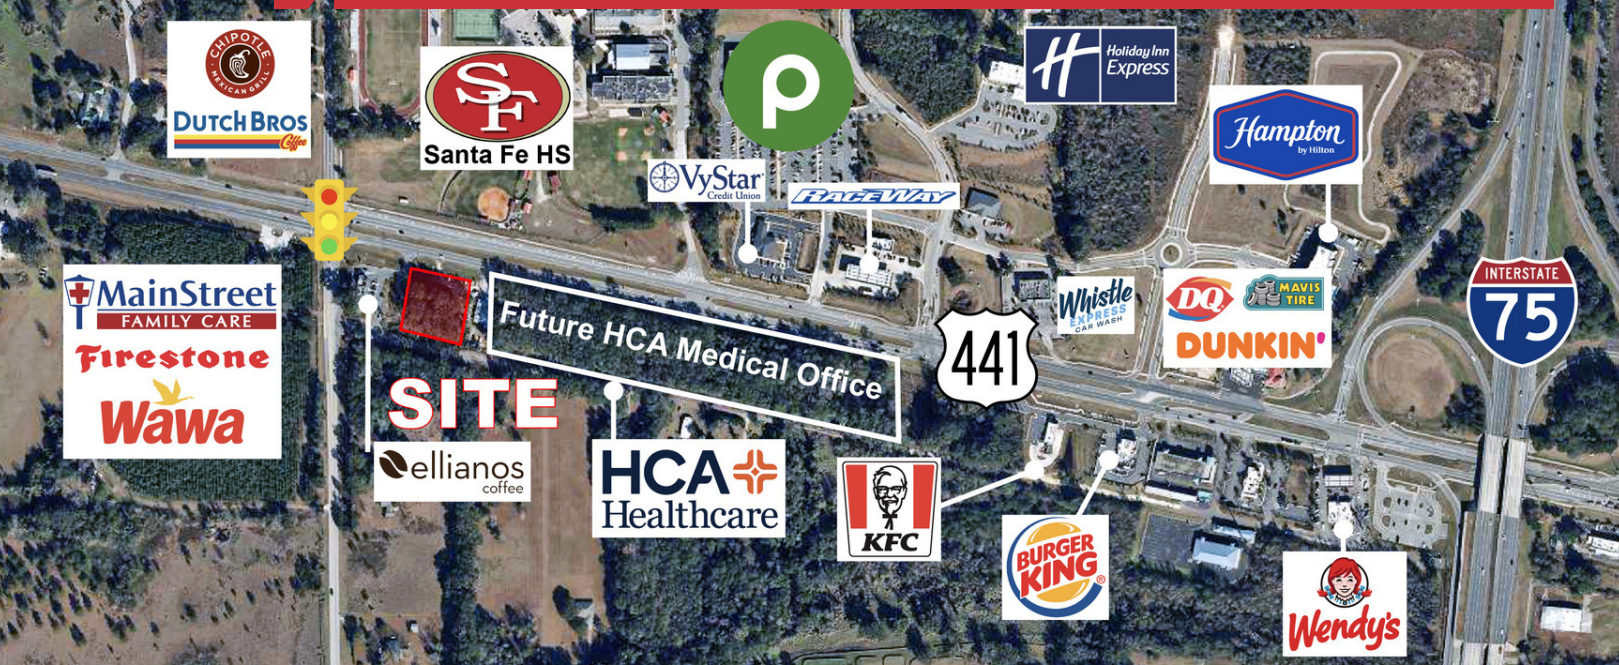 CHIPOTLE
MEXICAN GRILL
DUTCH BROS
Coffee
SF
Santa Fe HS
p
VyStar
Credit Union
RACEWAY
H
Holiday Inn
Express
Hampton
by Hilton
MainStreet
FAMILY CARE
Firestone
Wawa
SITE
ellianos
coffee
Future HCA Medical Office
HCA
Healthcare
441
Whistle
EXPRESS
CAR WASH
DQ
MAVIS
TIRE
DUNKIN'
INTERSTATE
75
KFC
BURGER
KING
®
Wendy's